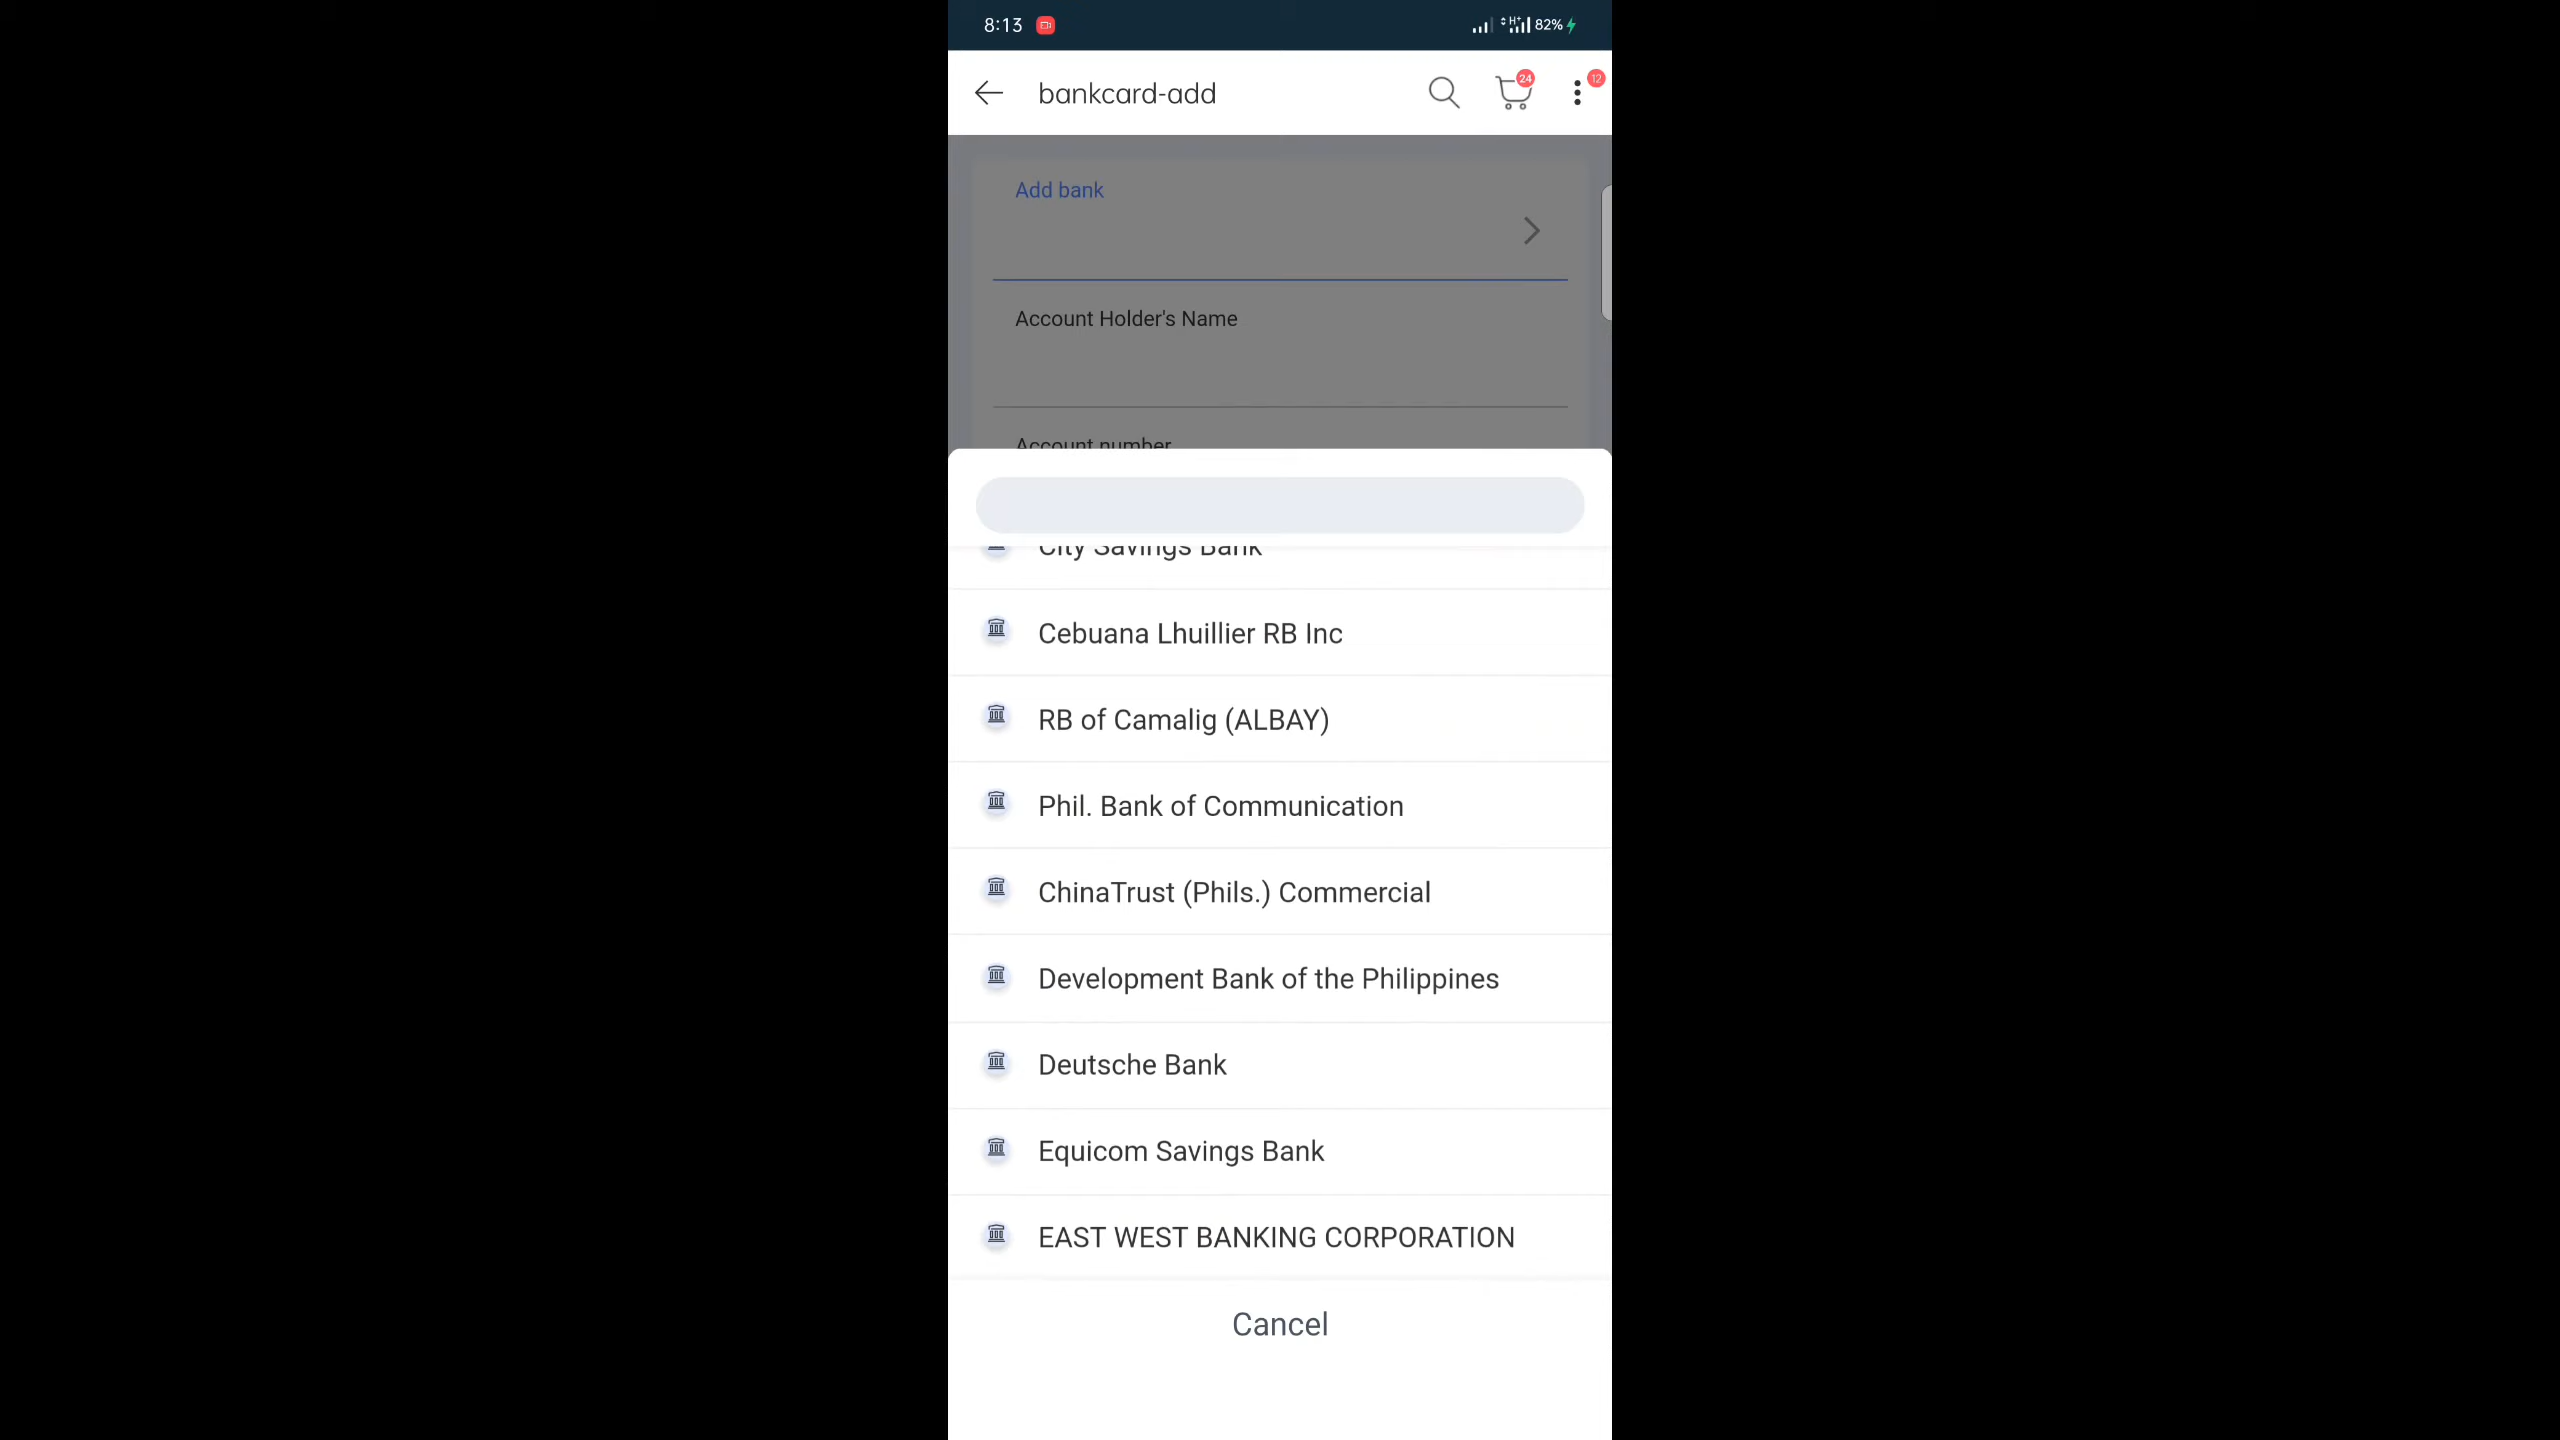 8:13
H+ 82%
bankcard-add
24
12
Add bank
Account Holder's Name
Account number
City Savings Bank
Cebuana Lhuillier RB Inc
RB of Camalig (ALBAY)
Phil. Bank of Communication
ChinaTrust (Phils.) Commercial
Development Bank of the Philippines
Deutsche Bank
Equicom Savings Bank
EAST WEST BANKING CORPORATION
Cancel